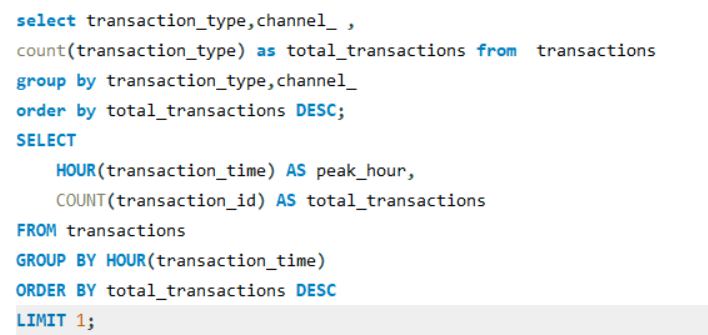 select transaction_type,channel_ ,
count(transaction_type) as total_transactions from  transactions
group by transaction_type,channel_
order by total_transactions DESC;
SELECT
    HOUR(transaction_time) AS peak_hour,
    COUNT(transaction_id) AS total_transactions
FROM transactions
GROUP BY HOUR(transaction_time)
ORDER BY total_transactions DESC
LIMIT 1;